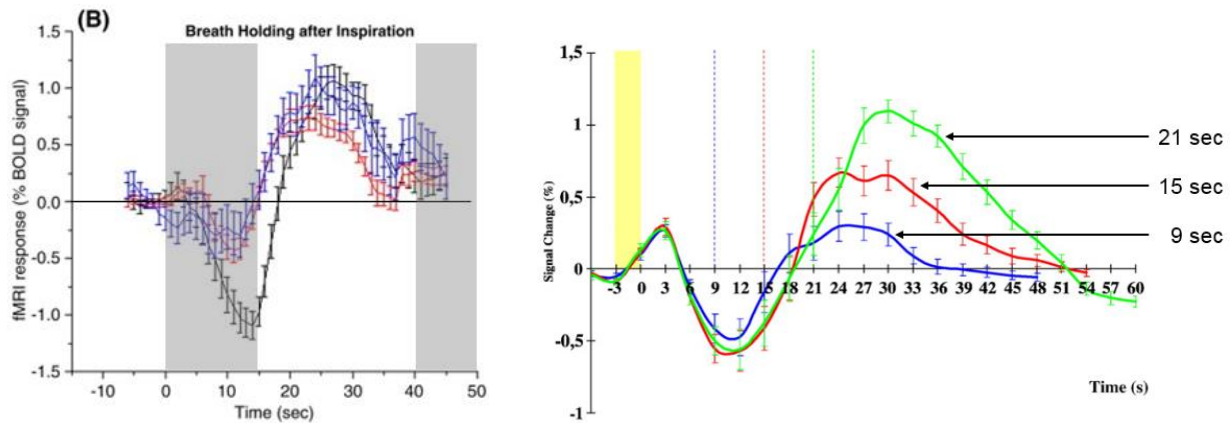 (B)
Breath Holding after Inspiration
fMRI response (% BOLD signal)
1.5
1.0
0.5
0.0
-0.5
-1.0
-1.5
-10 0 10 20 30 40 50
Time (sec)
Signal Change (%)
1,5
1
0,5
0
-0,5
-1
-3 0 3 6 9 12 15 18 21 24 27 30 33 36 39 42 45 48 51 54 57 60
Time (s)
21 sec
15 sec
9 sec